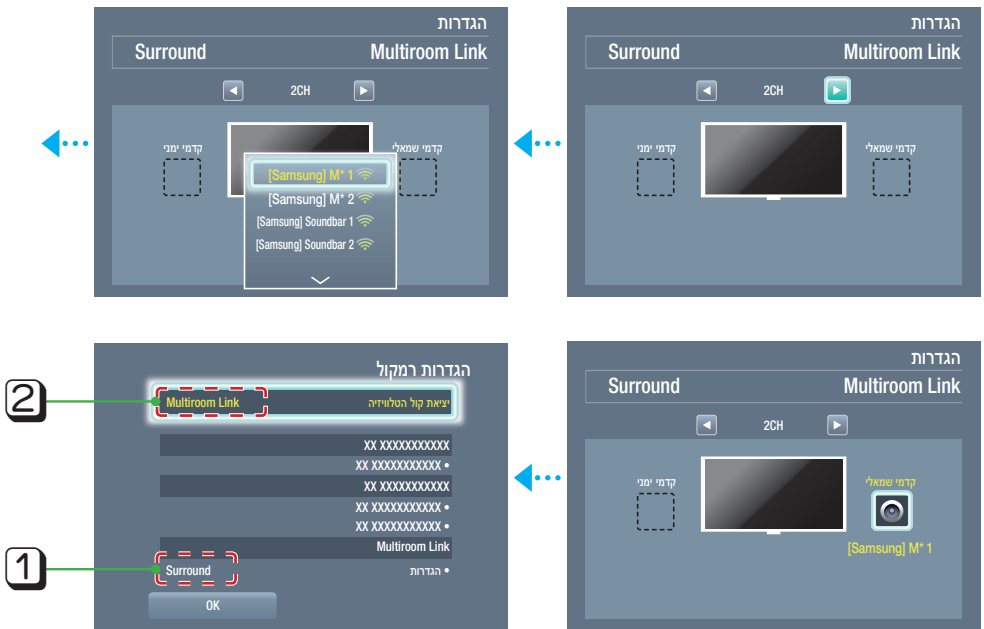 הגדרות
Multiroom Link
Surround
2CH
קדמי שמאלי
קדמי ימני
הגדרות
Multiroom Link
Surround
2CH
קדמי שמאלי
קדמי ימני
[Samsung] M* 1
[Samsung] M* 2
[Samsung] Soundbar 1
[Samsung] Soundbar 2
הגדרות
Multiroom Link
Surround
2CH
קדמי שמאלי
קדמי ימני
[Samsung] M* 1
הגדרות רמקול
יציאת קול הטלוויזיה
Multiroom Link
2
XX XXXXXXXXXXX
• XX XXXXXXXXXXX
XX XXXXXXXXXXX
• XX XXXXXXXXXXX
• XX XXXXXXXXXXX
Multiroom Link
• הגדרות
Surround
1
OK